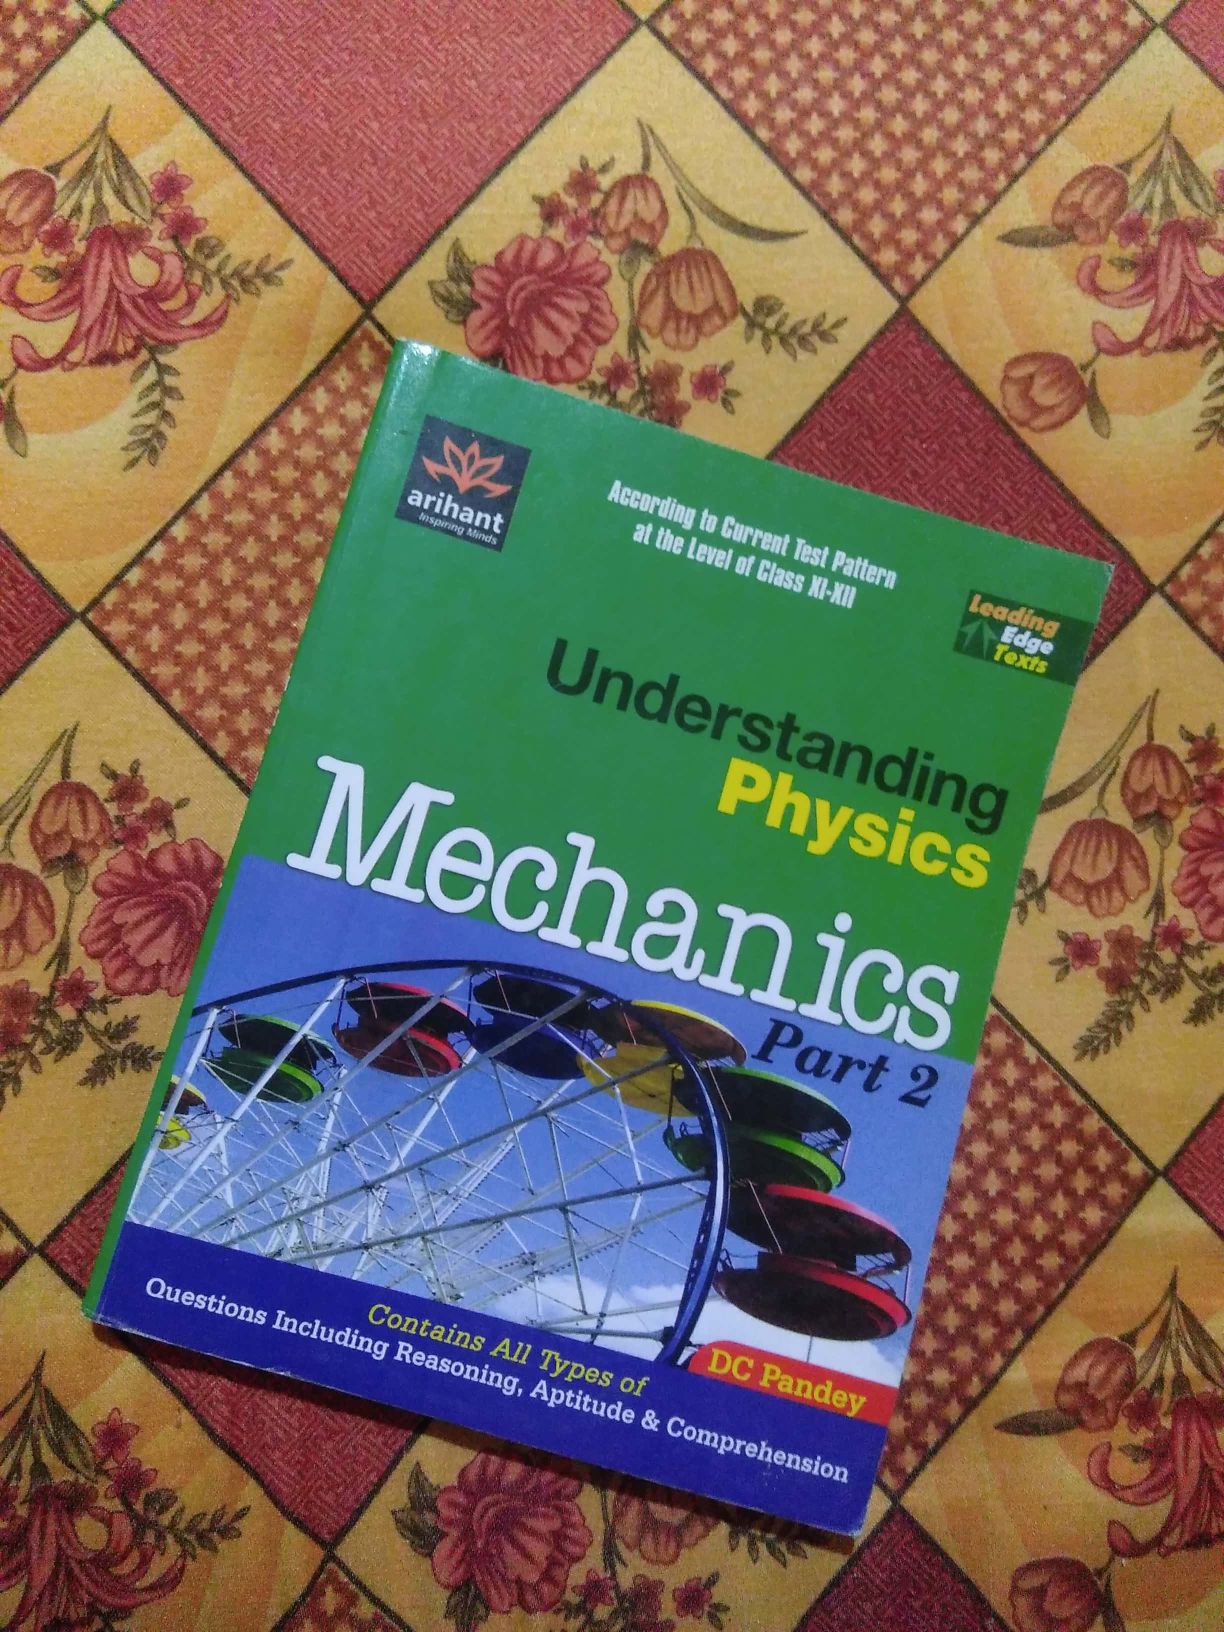 arihant
Inspiring Minds
According to Current Test Pattern
at the Level of Class XI-XII
Leading
Edge
Texts
Understanding
Physics
Mechanics
Part 2
DC Pandey
Contains All Types of
Questions Including Reasoning, Aptitude & Comprehension